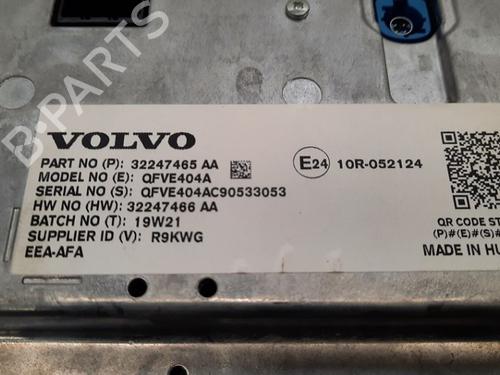 B-PARTS
VOLVO
PART NO (P): 32247465 AA
MODEL NO (E): QFVE404A
SERIAL NO (S): QFVE404AC90533053
HW NO (HW): 32247466 AA
BATCH NO (T): 19W21
SUPPLIER ID (V): R9KWG
EEA-AFA
E24 10R-052124
QR CODE ST
(P)#(E)#(S)#
MADE IN HU